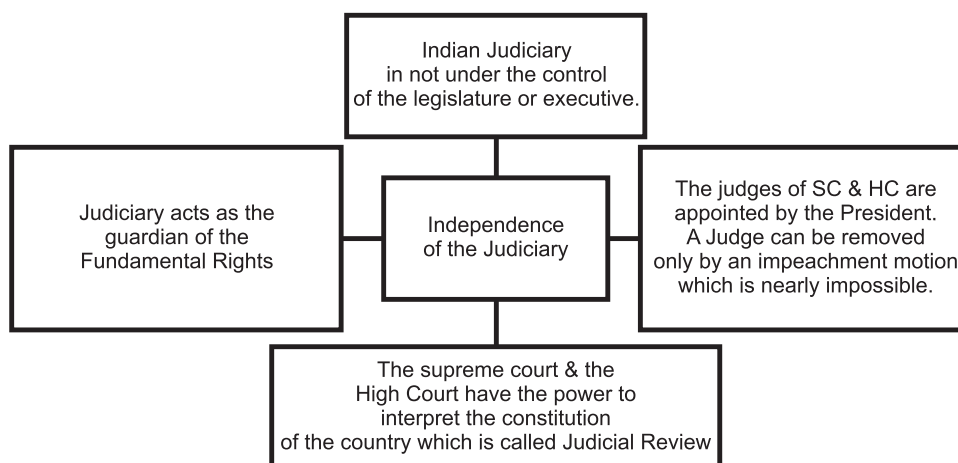 Indian Judiciary
in not under the control
of the legislature or executive.
Judiciary acts as the
guardian of the
Fundamental Rights
Independence
of the Judiciary
The judges of SC & HC are
appointed by the President.
A Judge can be removed
only by an impeachment motion
which is nearly impossible.
The supreme court & the
High Court have the power to
interpret the constitution
of the country which is called Judicial Review